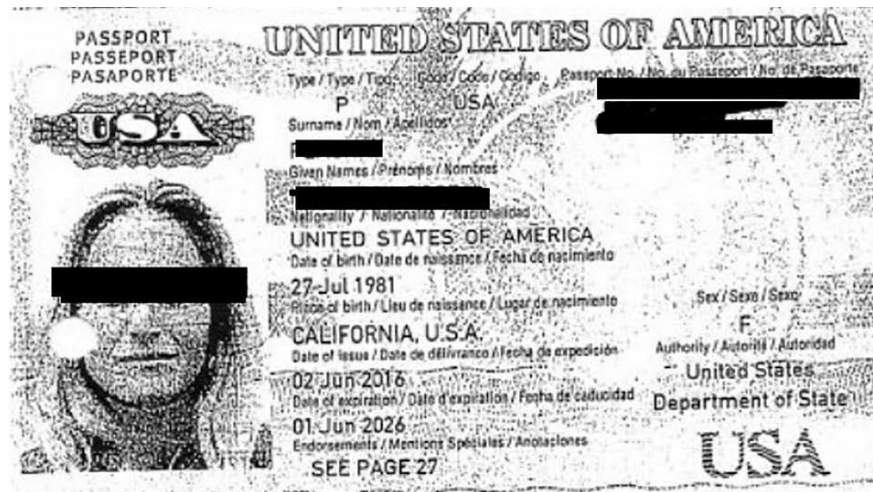 PASSPORT
PASSEPORT
PASAPORTE
USA
UNITED STATES OF AMERICA
Type / Type / Tipo Code / Code / Codigo Passport No. / No. du Passeport / No. de Pasaporte
P USA
Surname / Nom / Apellidos
Given Names / Prénoms / Nombres
Nationality / Nationalité / Nacionalidad
UNITED STATES OF AMERICA
Date of birth / Date de naissance / Fecha de nacimiento
27 Jul 1981
Place of birth / Lieu de naissance / Lugar de nacimiento
CALIFORNIA, U.S.A.
Date of issue / Date de délivrance / Fecha de expedición
02 Jun 2016
Date of expiration / Date d'expiration / Fecha de caducidad
01 Jun 2026
Endorsements / Mentions Spéciales / Anotaciones
SEE PAGE 27
Sex / Sexe / Sexo
F
Authority / Autorité / Autoridad
United States
Department of State
USA